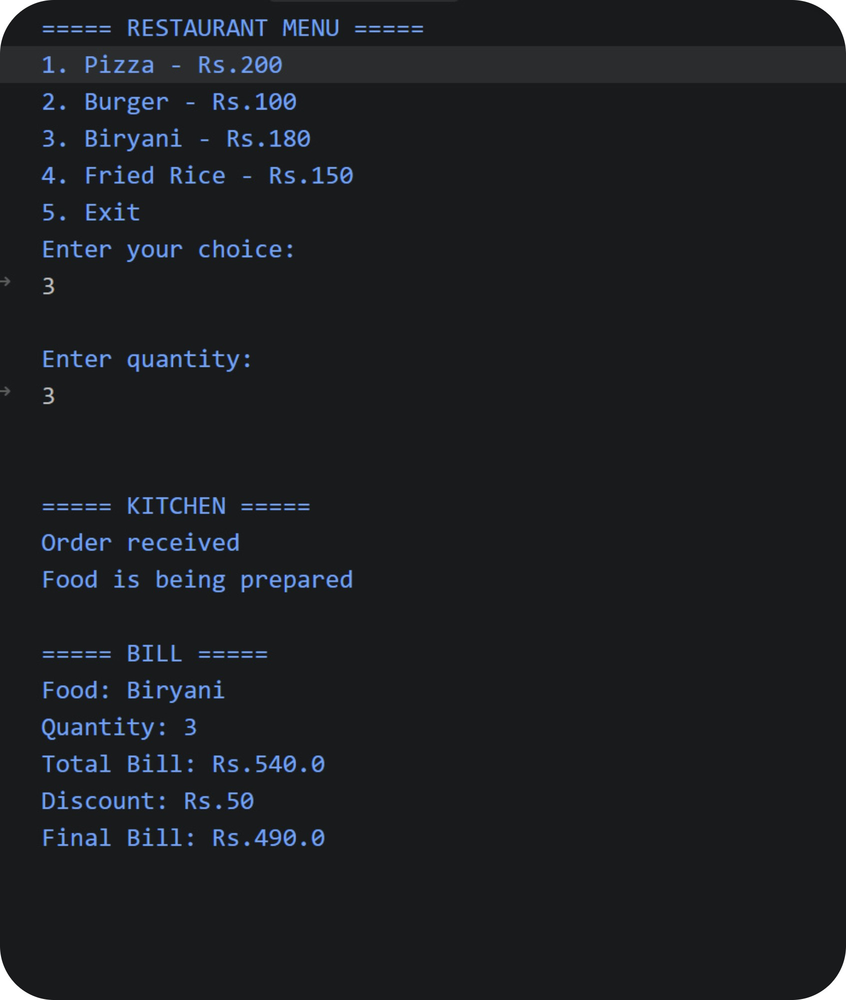 ===== RESTAURANT MENU =====
1. Pizza - Rs.200
2. Burger - Rs.100
3. Biryani - Rs.180
4. Fried Rice - Rs.150
5. Exit
Enter your choice:
→ 3
Enter quantity:
→ 3
===== KITCHEN =====
Order received
Food is being prepared
===== BILL =====
Food: Biryani
Quantity: 3
Total Bill: Rs.540.0
Discount: Rs.50
Final Bill: Rs.490.0